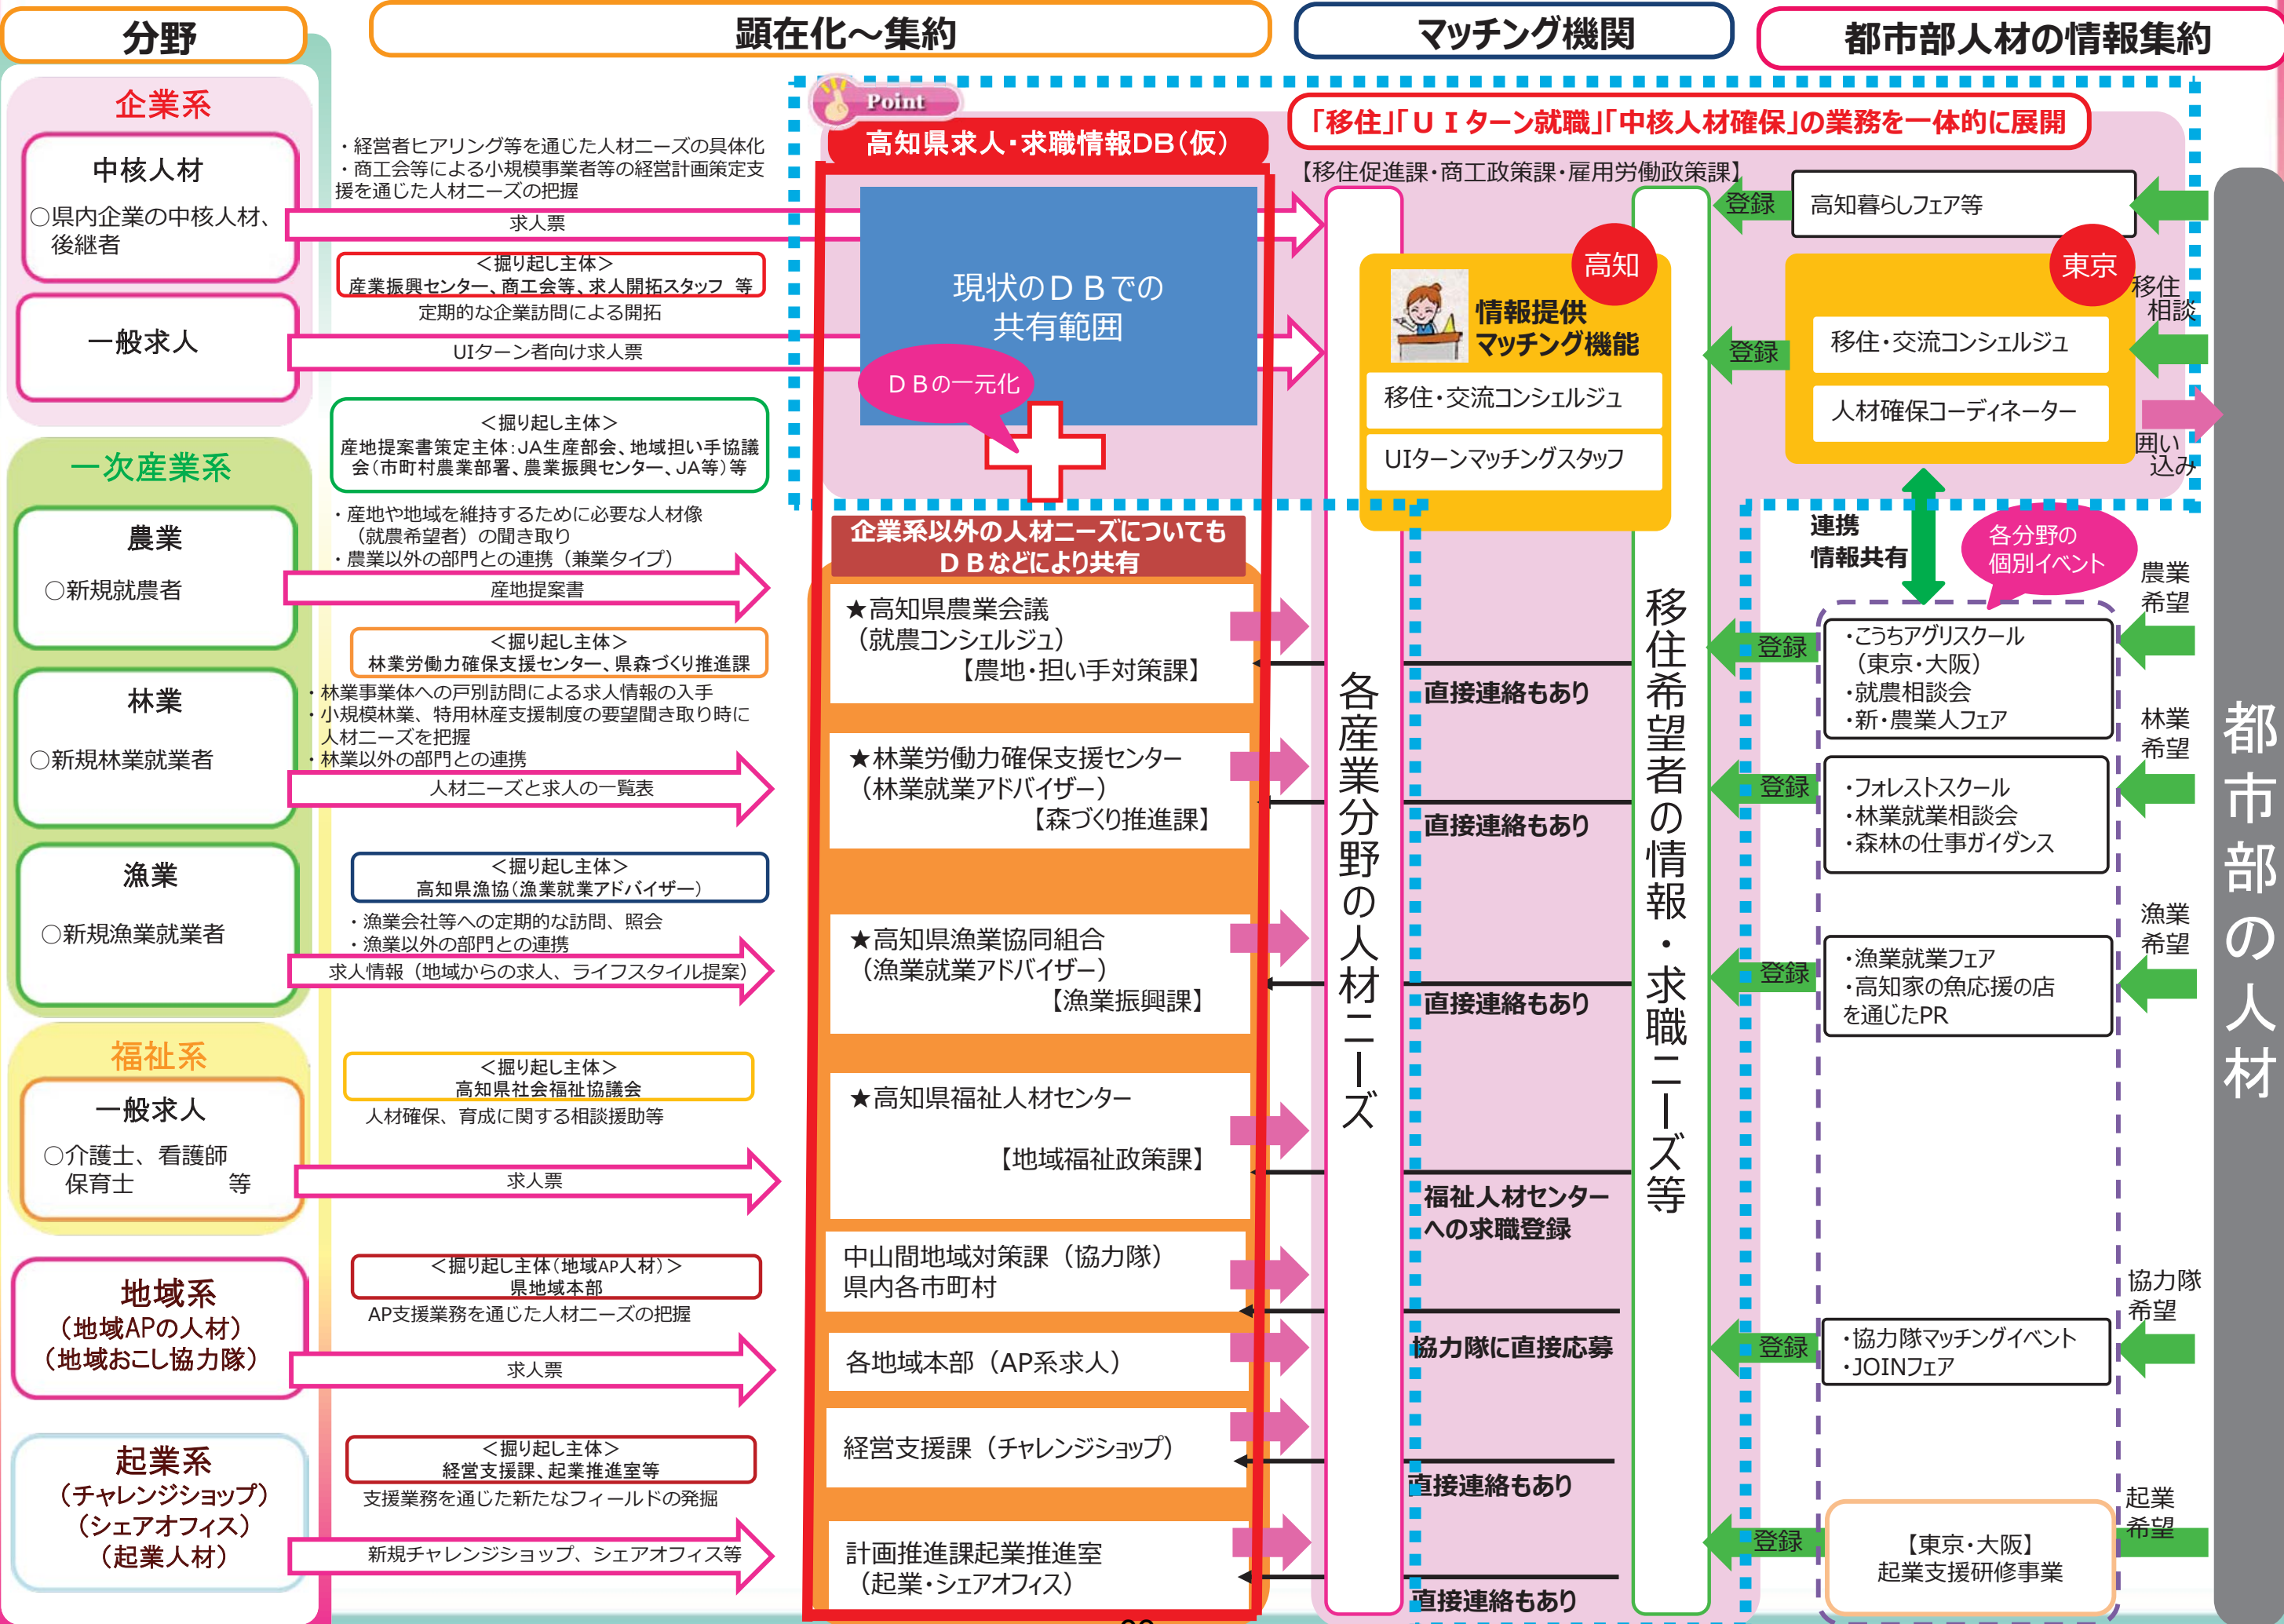 分野
顕在化～集約
マッチング機関
都市部人材の情報集約
企業系
中核人材
○県内企業の中核人材、
後継者
一般求人
・経営者ヒアリング等を通じた人材ニーズの具体化
・商工会等による小規模事業者等の経営計画策定支
援を通じた人材ニーズの把握
求人票
＜掘り起し主体＞
産業振興センター、商工会等、求人開拓スタッフ 等
定期的な企業訪問による開拓
UIターン者向け求人票
Point
高知県求人・求職情報DB（仮）
現状のＤＢでの
共有範囲
ＤＢの一元化
「移住」「ＵＩターン就職」「中核人材確保」の業務を一体的に展開
【移住促進課・商工政策課・雇用労働政策課】
高知
情報提供
マッチング機能
移住・交流コンシェルジュ
UIターンマッチングスタッフ
登録
高知暮らしフェア等
東京
登録
移住・交流コンシェルジュ
人材確保コーディネーター
移住
相談
囲い
込み
連携
情報共有
各分野の
個別イベント
一次産業系
農業
○新規就農者
＜掘り起し主体＞
産地提案書策定主体：JA生産部会、地域担い手協議
会（市町村農業部署、農業振興センター、JA等）等
・産地や地域を維持するために必要な人材像
（就農希望者）の聞き取り
・農業以外の部門との連携（兼業タイプ）
産地提案書
林業
○新規林業就業者
＜掘り起し主体＞
林業労働力確保支援センター、県森づくり推進課
・林業事業体への戸別訪問による求人情報の入手
・小規模林業、特用林産支援制度の要望聞き取り時に
人材ニーズを把握
・林業以外の部門との連携
人材ニーズと求人の一覧表
漁業
○新規漁業就業者
＜掘り起し主体＞
高知県漁協（漁業就業アドバイザー）
・漁業会社等への定期的な訪問、照会
・漁業以外の部門との連携
求人情報（地域からの求人、ライフスタイル提案）
福祉系
一般求人
○介護士、看護師
保育士 等
＜掘り起し主体＞
高知県社会福祉協議会
人材確保、育成に関する相談援助等
求人票
地域系
（地域APの人材）
（地域おこし協力隊）
＜掘り起し主体（地域AP人材）＞
県地域本部
AP支援業務を通じた人材ニーズの把握
求人票
起業系
（チャレンジショップ）
（シェアオフィス）
（起業人材）
＜掘り起し主体＞
経営支援課、起業推進室等
支援業務を通じた新たなフィールドの発掘
新規チャレンジショップ、シェアオフィス等
企業系以外の人材ニーズについても
ＤＢなどにより共有
★高知県農業会議
（就農コンシェルジュ）
【農地・担い手対策課】
★林業労働力確保支援センター
（林業就業アドバイザー）
【森づくり推進課】
★高知県漁業協同組合
（漁業就業アドバイザー）
【漁業振興課】
★高知県福祉人材センター
【地域福祉政策課】
中山間地域対策課（協力隊）
県内各市町村
各地域本部（AP系求人）
経営支援課（チャレンジショップ）
計画推進課起業推進室
（起業・シェアオフィス）
各産業分野の人材ニーズ
直接連絡もあり
直接連絡もあり
直接連絡もあり
福祉人材センター
への求職登録
協力隊に直接応募
直接連絡もあり
直接連絡もあり
移住希望者の情報・求職ニーズ等
登録
・こうちアグリスクール
（東京・大阪）
・就農相談会
・新・農業人フェア
農業
希望
登録
・フォレストスクール
・林業就業相談会
・森林の仕事ガイダンス
林業
希望
登録
・漁業就業フェア
・高知家の魚応援の店
を通じたPR
漁業
希望
登録
・協力隊マッチングイベント
・JOINフェア
協力隊
希望
登録
【東京・大阪】
起業支援研修事業
起業
希望
都市部の人材